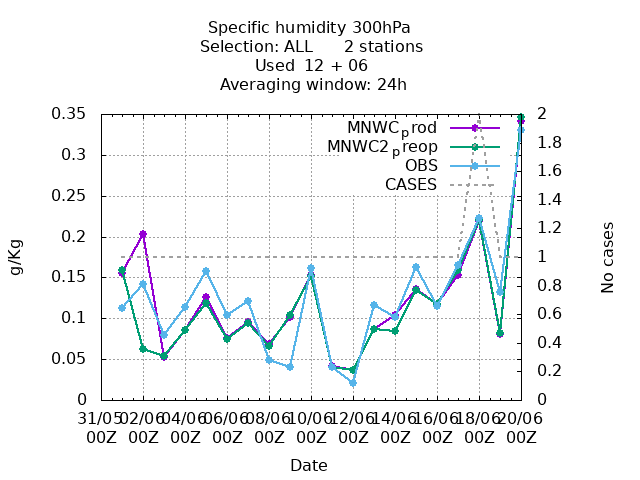 Specific humidity 300hPa
Selection: ALL      2 stations
Used  12 + 06
Averaging window: 24h
MNWCprod
MNWC2preop
OBS
CASES
g/Kg
0.35
0.3
0.25
0.2
0.15
0.1
0.05
0
2
1.8
1.6
1.4
1.2
1
0.8
0.6
0.4
0.2
0
No cases
31/05 02/06 04/06 06/06 08/06 10/06 12/06 14/06 16/06 18/06 20/06
00Z 00Z 00Z 00Z 00Z 00Z 00Z 00Z 00Z 00Z 00Z
Date